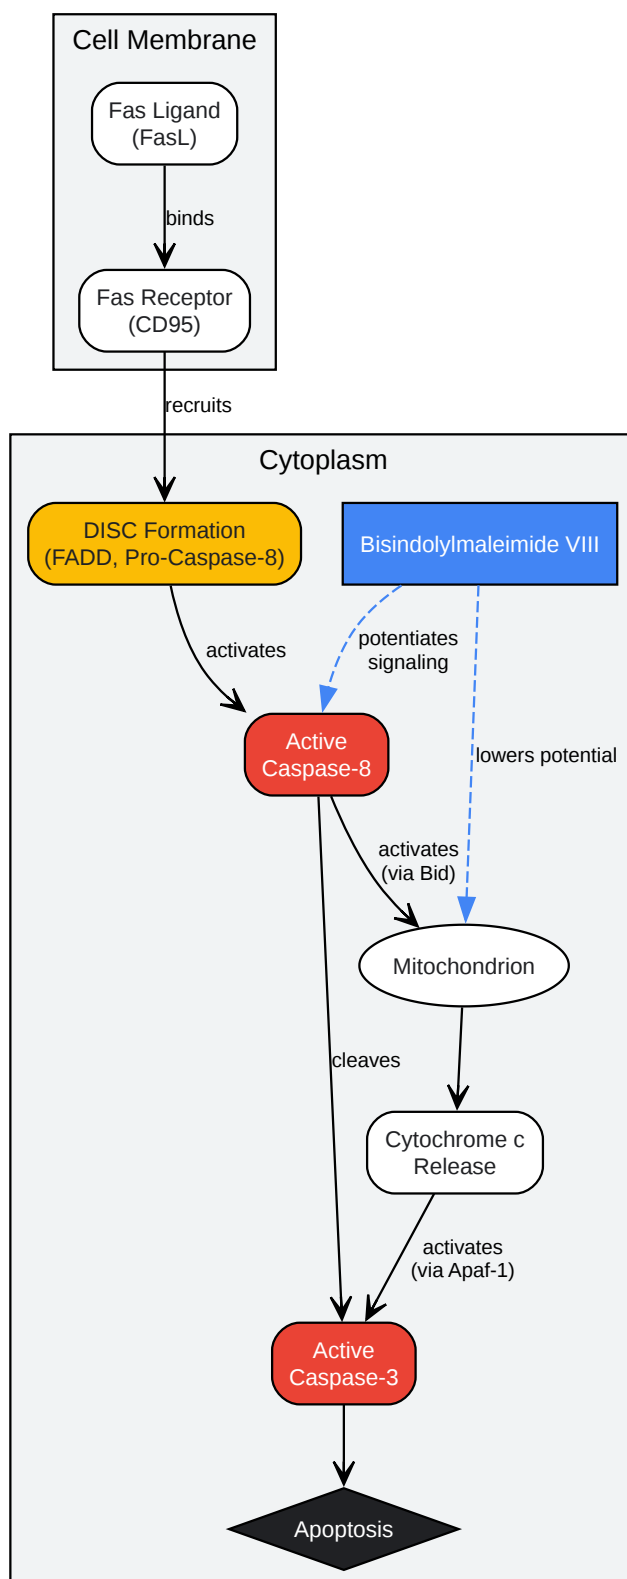 Cell Membrane
Fas Ligand
(FasL)
binds
Fas Receptor
(CD95)
recruits
Cytoplasm
DISC Formation
(FADD, Pro-Caspase-8)
Bisindolylmaleimide VIII
activates
potentiates
signaling
Active
Caspase-8
lowers potential
activates
(via Bid)
Mitochondrion
cleaves
Cytochrome c
Release
activates
(via Apaf-1)
Active
Caspase-3
Apoptosis